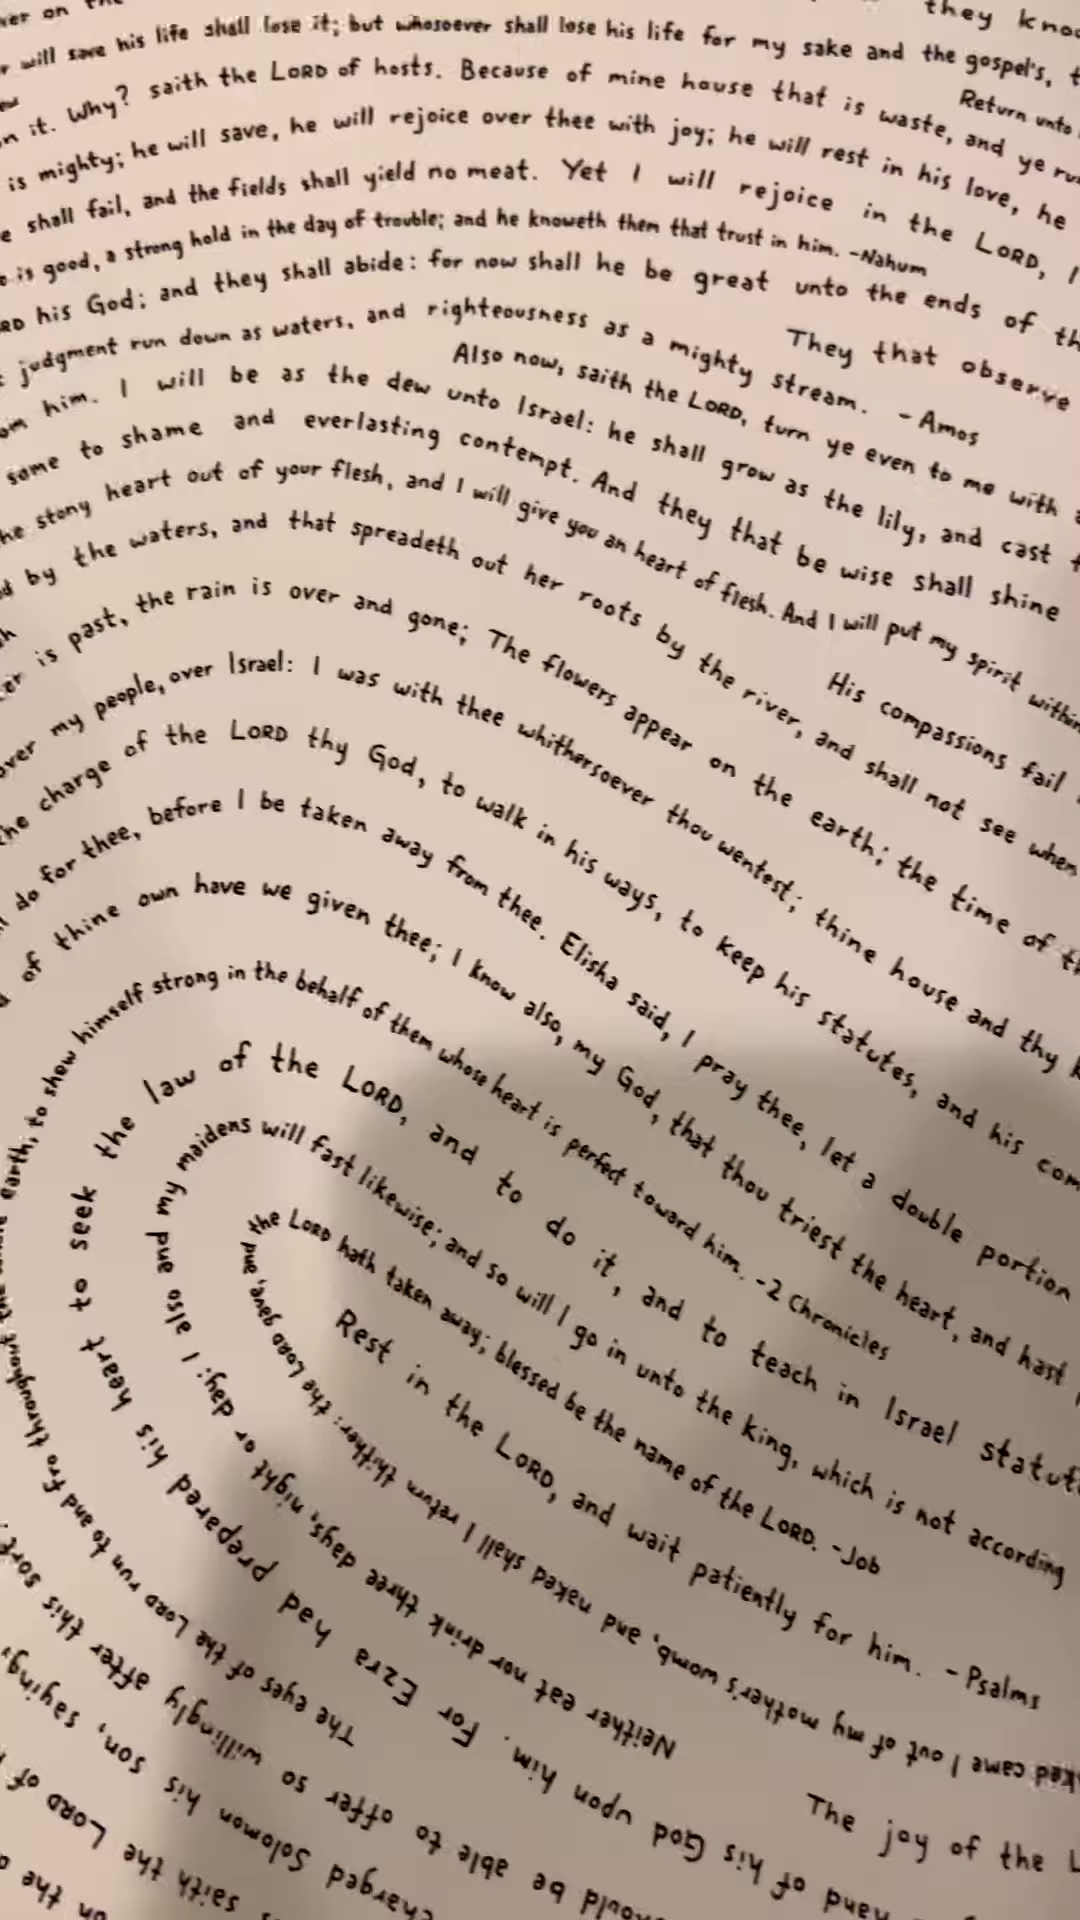 they
will save his life shall lose it; but whosoever shall lose his life for my sake and the gospel's,
Return unto
it. Why? saith the LORD of hosts. Because of mine house that is waste, and ye
is mighty; he will save, he will rejoice over thee with joy; he will rest in his love, he
shall fail, and the fields shall yield no meat. Yet I will rejoice in the LORD, I
is good, a strong hold in the day of trouble; and he knoweth them that trust in him. -Nahum
his God; and they shall abide: for now shall he be great unto the ends of
They that observe
judgment run down as waters, and righteousness as a mighty stream. -Amos
Also now, saith the LORD, turn ye even to me with
him. I will be as the dew unto Israel: he shall grow as the lily, and cast
some to shame and everlasting contempt. And they that be wise shall shine
stony heart out of your flesh, and I will give you an heart of flesh. And I will put my spirit within
His compassions fail
by the waters, and that spreadeth out her roots by the river, and shall not see when
is past, the rain is over and gone; The flowers appear on the earth; the time of
over my people, over Israel: I was with thee whithersoever thou wentest; thine house and thy
the charge of the LORD thy God, to walk in his ways, to keep his statutes, and his
do for thee, before I be taken away from thee. Elisha said, I pray thee, let a double portion
of thine own have we given thee; I know also, my God, that thou triest the heart, and hast
The eyes of the LORD run to and fro throughout the whole earth, to shew himself strong in the behalf of them whose heart is perfect toward him. -2 Chronicles
hand of his God upon him. For Ezra had prepared his heart to seek the law of the LORD, and to do it, and to teach in Israel
Neither eat nor drink three days, night or day: I also and my maidens will fast likewise; and so will I go in unto the king, which is not according
came I out of my mother's womb, and naked shall I return thither: the LORD gave, and the LORD hath taken away; blessed be the name of the LORD. -Job
Rest in the LORD, and wait patiently for him. -Psalms
The joy of the
should be able to offer so willingly after this sort
charged Solomon his son, saying,
saith the LORD of
on the